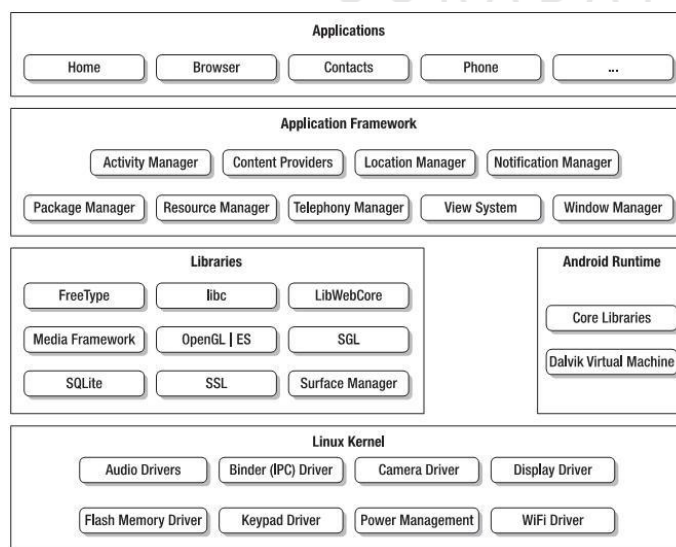 Applications
Home Browser Contacts Phone ...
Application Framework
Activity Manager Content Providers Location Manager Notification Manager
Package Manager Resource Manager Telephony Manager View System Window Manager
Libraries
FreeType libc LibWebCore
Media Framework OpenGL | ES SGL
SQLite SSL Surface Manager
Android Runtime
Core Libraries
Dalvik Virtual Machine
Linux Kernel
Audio Drivers Binder (IPC) Driver Camera Driver Display Driver
Flash Memory Driver Keypad Driver Power Management WiFi Driver